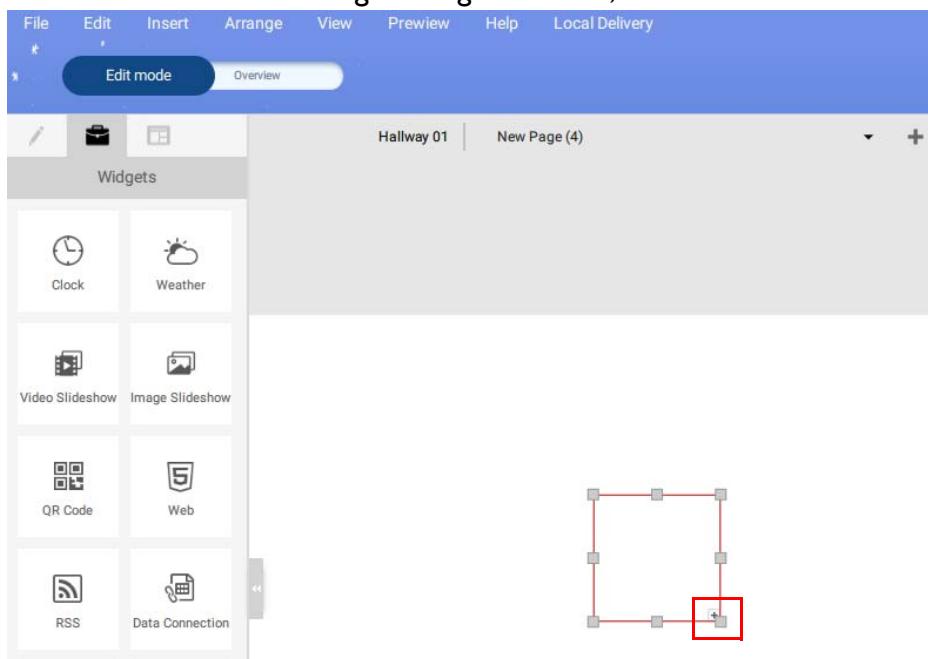 File Edit Insert Arrange View Prewiew Help Local Delivery
Edit mode Overview
Hallway 01 New Page (4)
Widgets
Clock Weather
Video Slideshow Image Slideshow
QR Code Web
RSS Data Connection